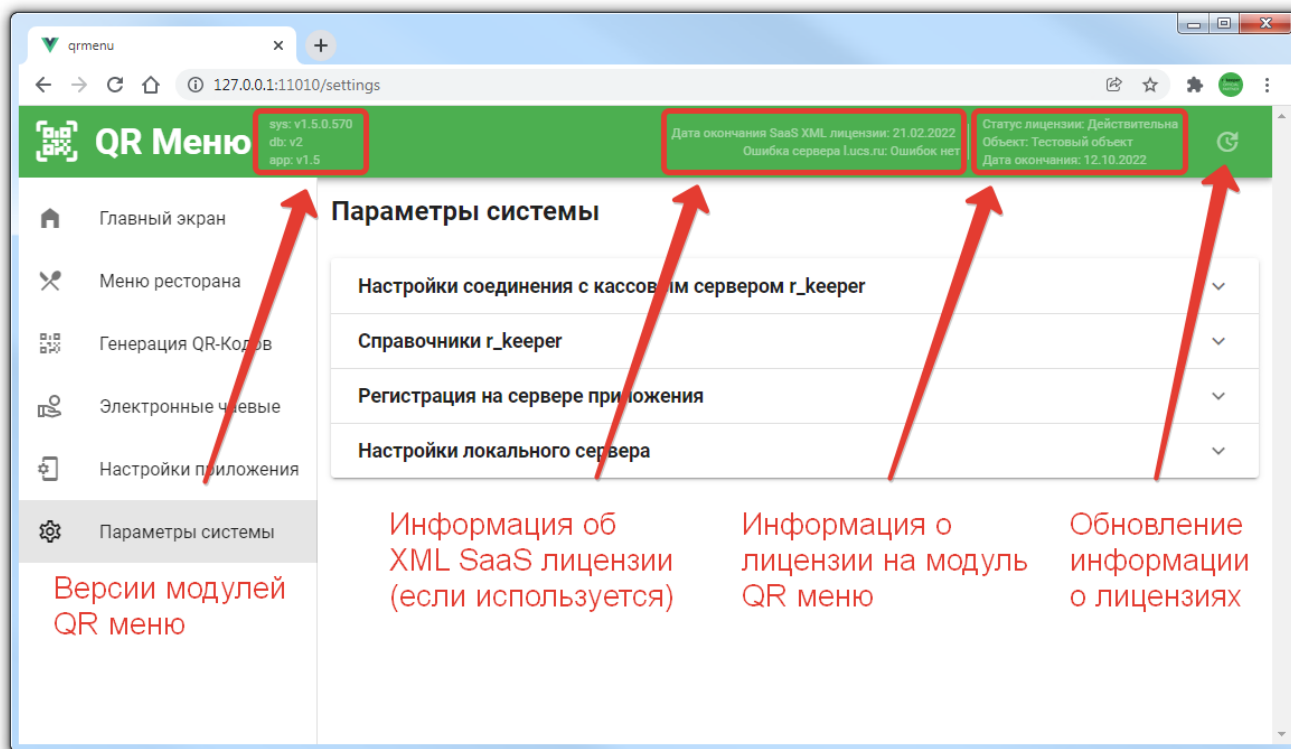 qrmenu
127.0.0.1:11010/settings
QR Меню
sys: v1.5.0.570
db: v2
app: v1.5
Дата окончания SaaS XML лицензии: 21.02.2022
Ошибка сервера l.ucs.ru: Ошибок нет
Статус лицензии: Действительна
Объект: Тестовый объект
Дата окончания: 12.10.2022
Главный экран
Меню ресторана
Генерация QR-Кодов
Электронные чаевые
Настройки приложения
Параметры системы
Параметры системы
Настройки соединения с кассовым сервером r_keeper
Справочники r_keeper
Регистрация на сервере приложения
Настройки локального сервера
Версии модулей
QR меню
Информация об
XML SaaS лицензии
(если используется)
Информация о
лицензии на модуль
QR меню
Обновление
информации
о лицензиях